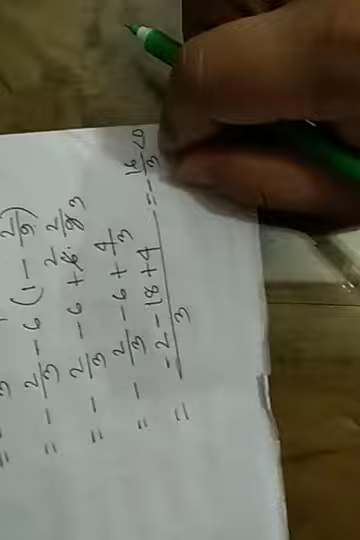 = - 2/3 - 6 (1 - 2/9)
= - 2/3 - 6 + 6 · 2/9 3
= - 2/3 - 6 + 4/3
= (-2 - 18 + 4)/3 = - 16/3 < 0